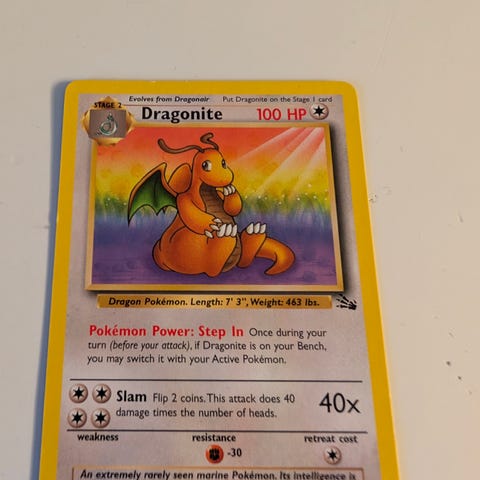 Evolves from Dragonair Put Dragonite on the Stage 1 card
STAGE 2
Dragonite 100 HP
Dragon Pokémon. Length: 7' 3", Weight: 463 lbs.
Pokémon Power: Step In Once during your
turn (before your attack), if Dragonite is on your Bench,
you may switch it with your Active Pokémon.
Slam Flip 2 coins. This attack does 40
damage times the number of heads.
40x
weakness resistance retreat cost
-30
An extremely rarely seen marine Pokémon. Its intelligence is